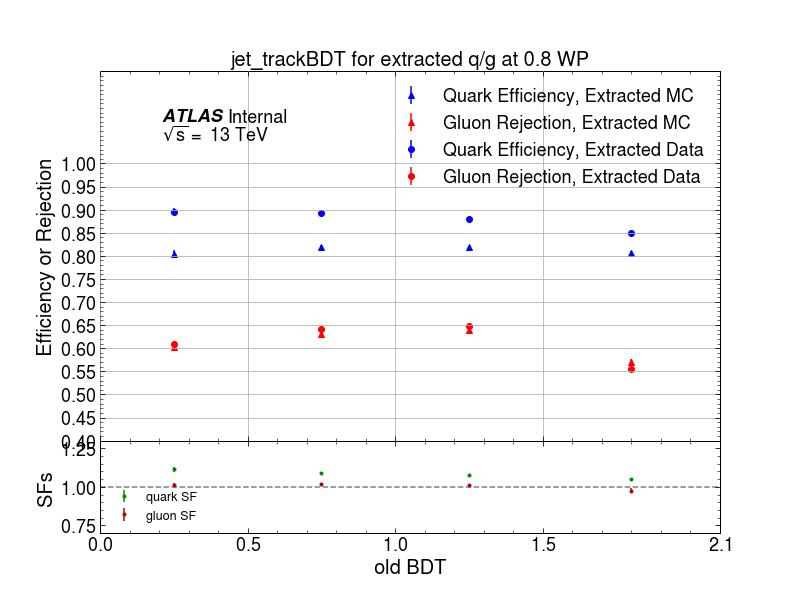 jet_trackBDT for extracted q/g at 0.8 WP
ATLAS Internal
√s = 13 TeV
Quark Efficiency, Extracted MC
Gluon Rejection, Extracted MC
Quark Efficiency, Extracted Data
Gluon Rejection, Extracted Data
Efficiency or Rejection
1.00
0.95
0.90
0.85
0.80
0.75
0.70
0.65
0.60
0.55
0.50
0.45
0.40
SFs
1.25
1.00
0.75
quark SF
gluon SF
0.0 0.5 1.0 1.5 2.1
old BDT